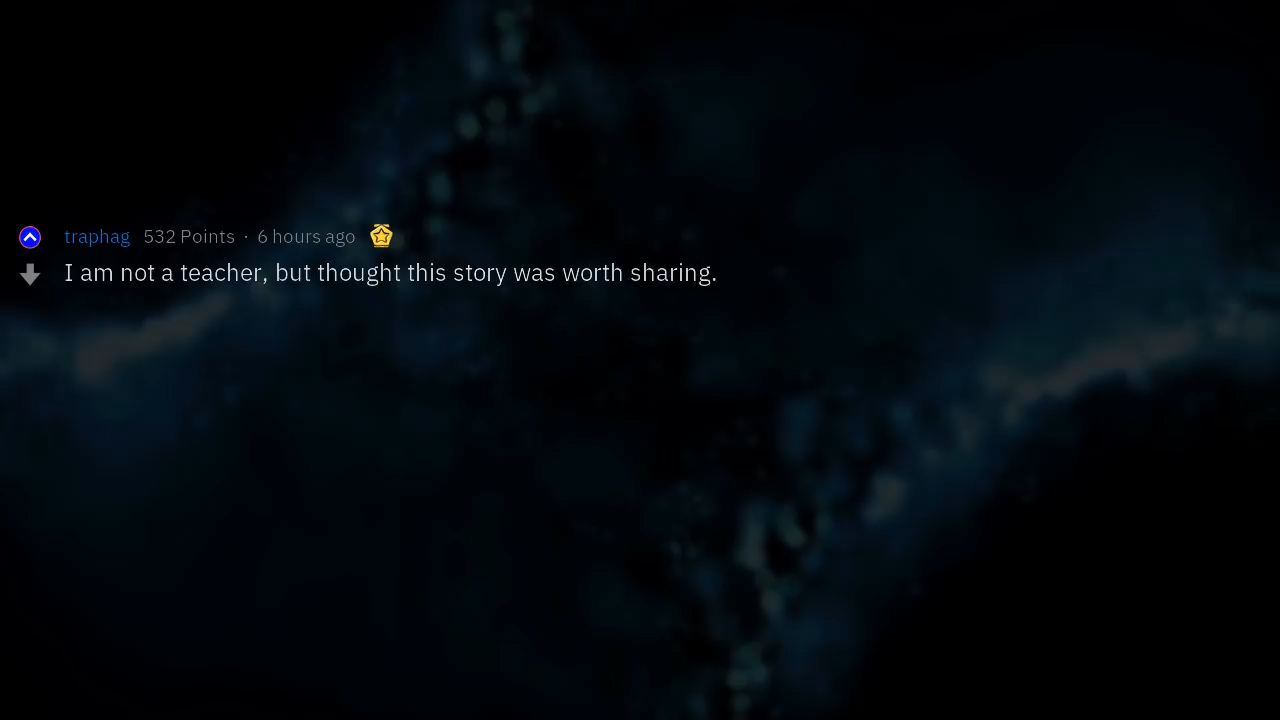 traphag 532 Points · 6 hours ago
I am not a teacher, but thought this story was worth sharing.